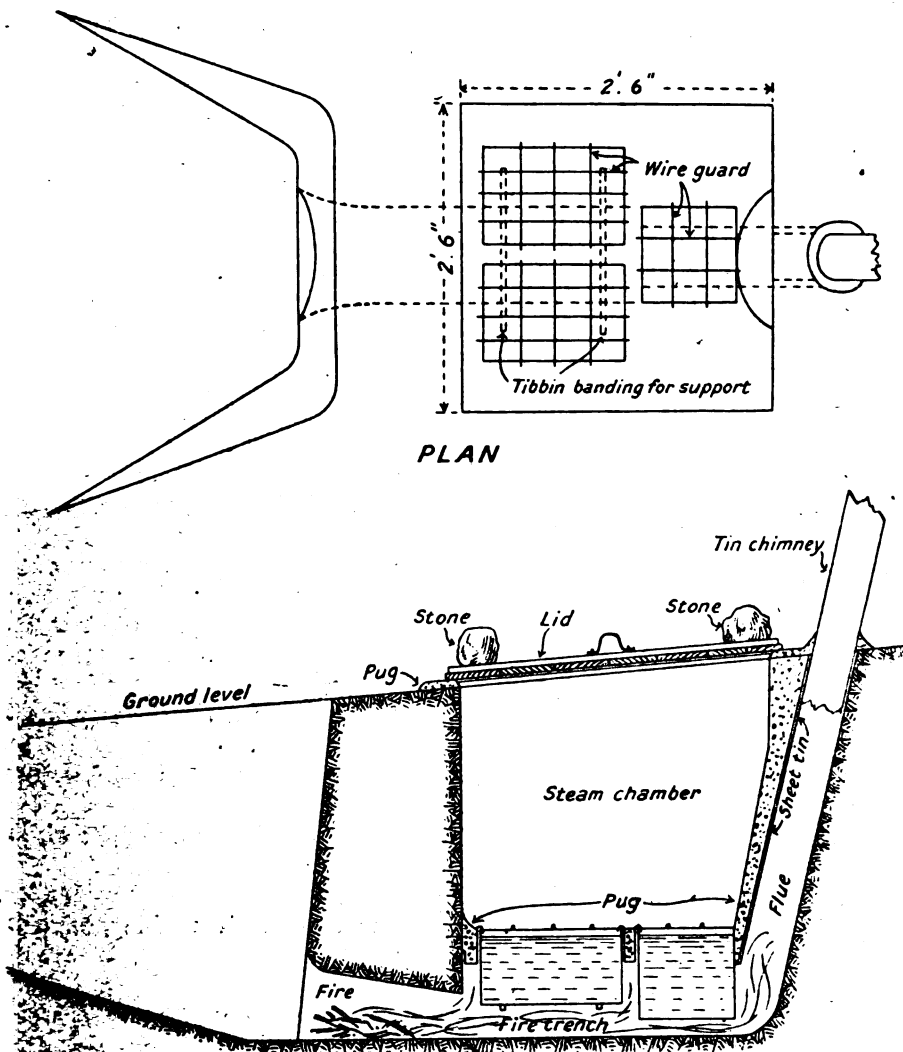 2'. 6"
Wire guard
2'. 6"
Tibbin banding for support
PLAN
Tin chimney
Stone
Lid
Stone
Pug
Ground level
Sheet tin
Steam chamber
Pug
Flue
Fire
Fire trench